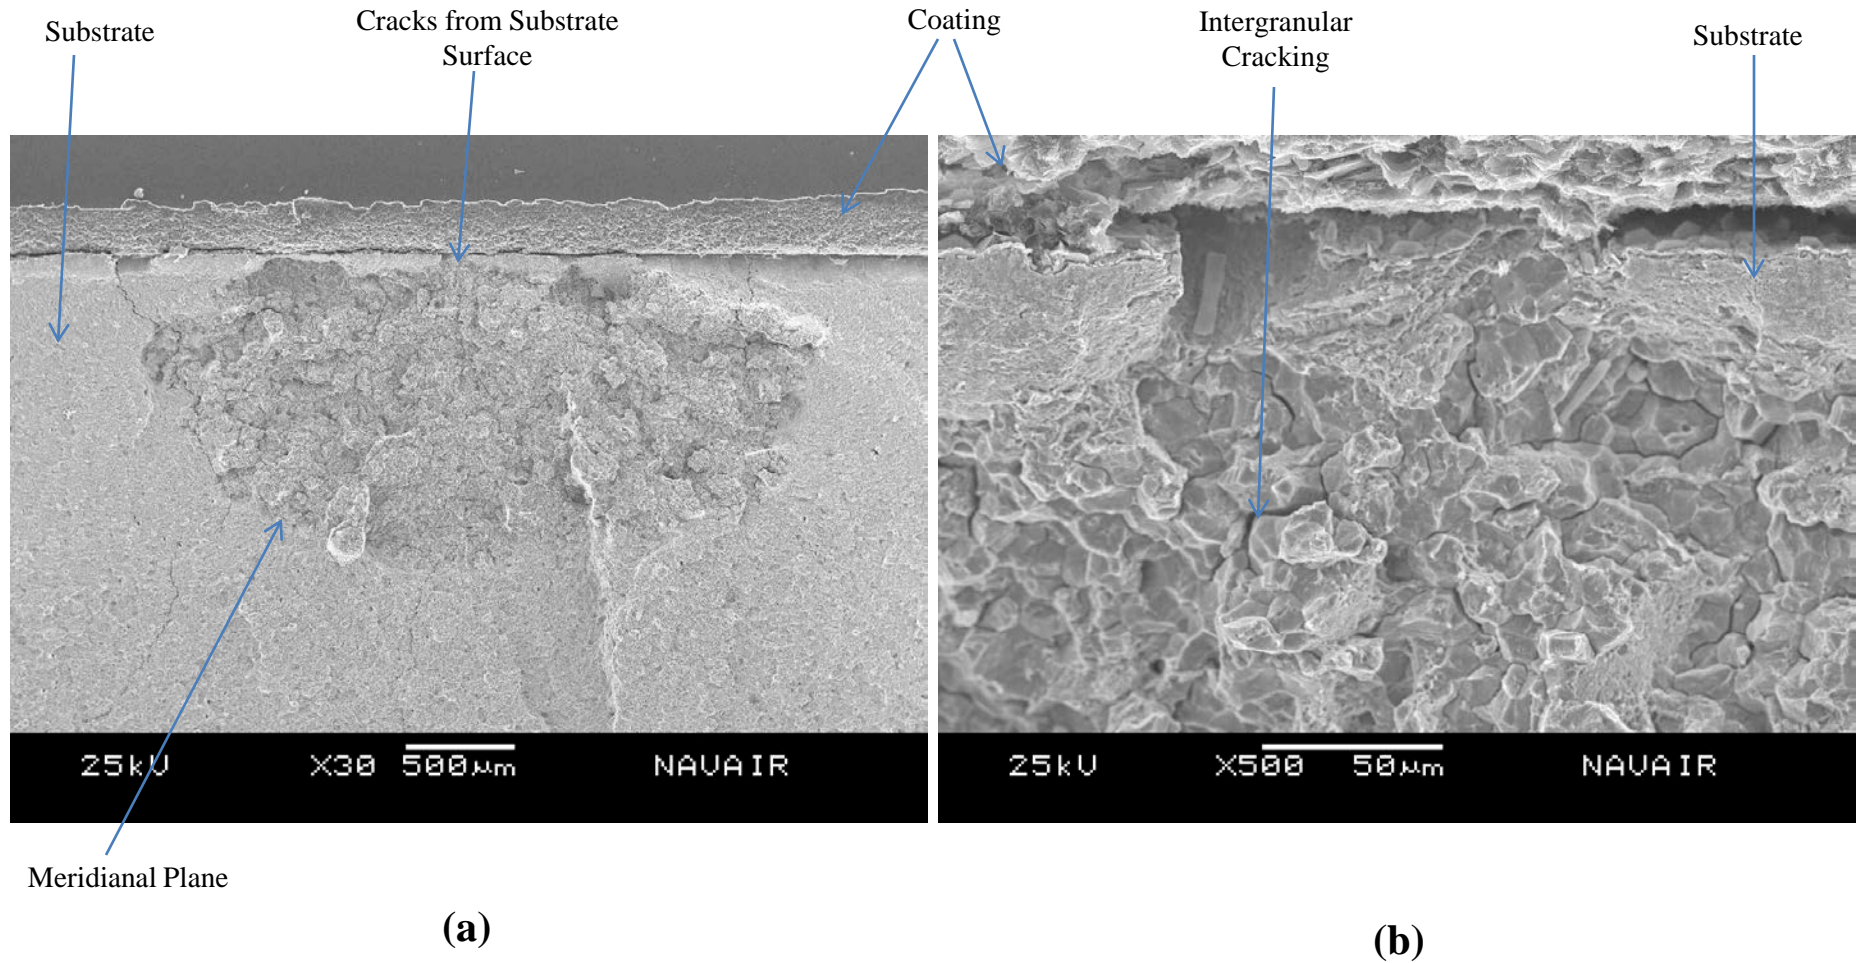 Substrate
Cracks from Substrate
Surface
Coating
Intergranular
Cracking
Substrate
25kV X30 500μm NAVAIR
25kV X500 50μm NAVAIR
Meridianal Plane
(a)
(b)